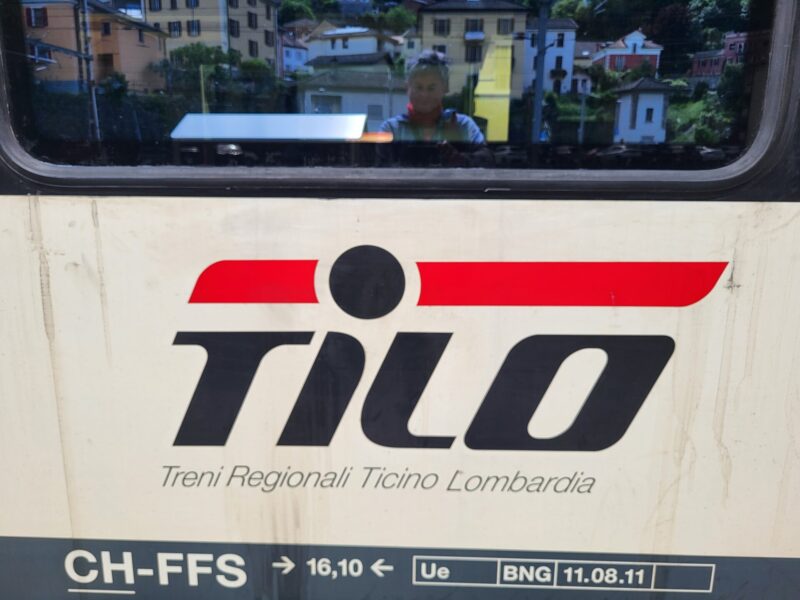 TiLO
Treni Regionali Ticino Lombardia
CH-FFS → 16,10 ← Ue BNG 11.08.11